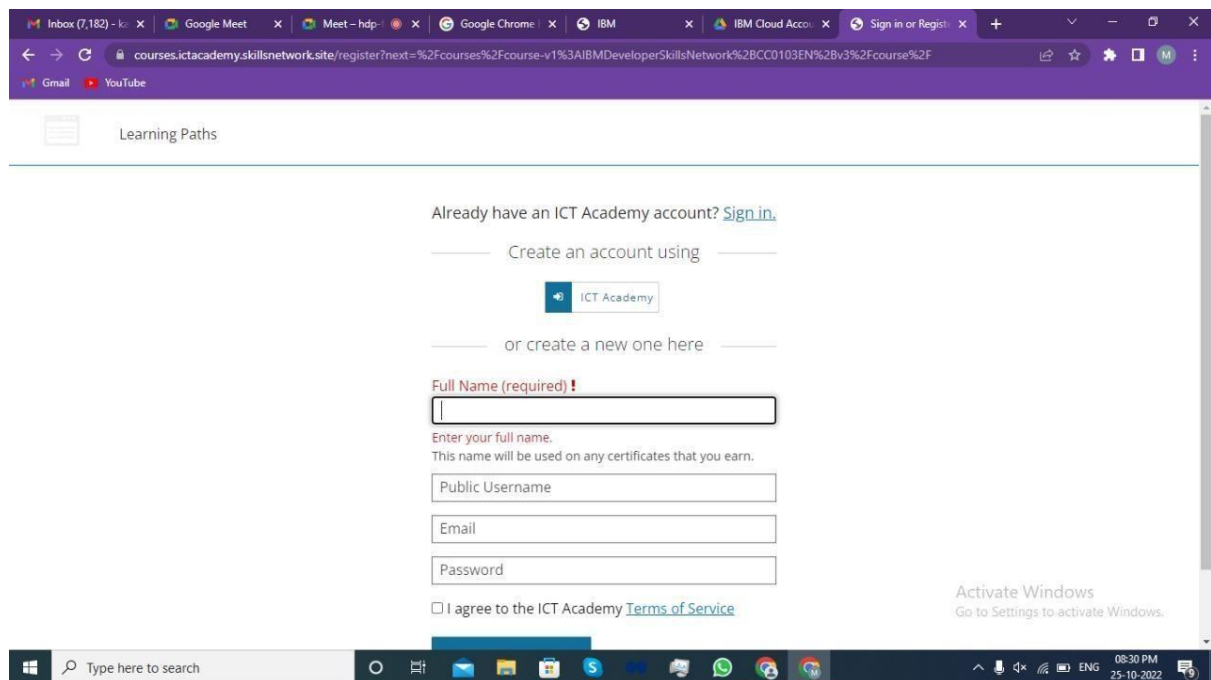 Inbox (7,182) - ka
Google Meet
Meet – hdp-
Google Chrome
IBM
IBM Cloud Accou
Sign in or Registe
courses.ictacademy.skillsnetwork.site/register?next=%2Fcourses%2Fcourse-v1%3AIBMDeveloperSkillsNetwork%2BCC0103EN%2Bv3%2Fcourse%2F
M
Gmail
YouTube
Learning Paths
Already have an ICT Academy account? Sign in.
Create an account using
ICT Academy
or create a new one here
Full Name (required) !
Enter your full name.
This name will be used on any certificates that you earn.
Public Username
Email
Password
I agree to the ICT Academy Terms of Service
Activate Windows
Go to Settings to activate Windows.
Type here to search
ENG
08:30 PM
25-10-2022